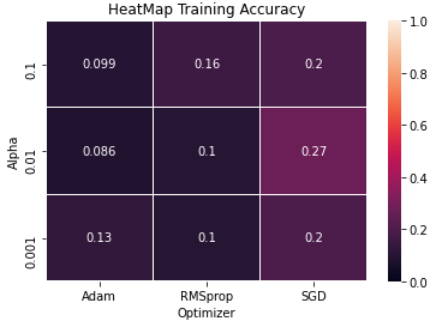 HeatMap Training Accuracy
0.1 0.099 0.16 0.2
0.01 0.086 0.1 0.27
0.001 0.13 0.1 0.2
Alpha
Adam RMSprop SGD
Optimizer
1.0
0.8
0.6
0.4
0.2
0.0